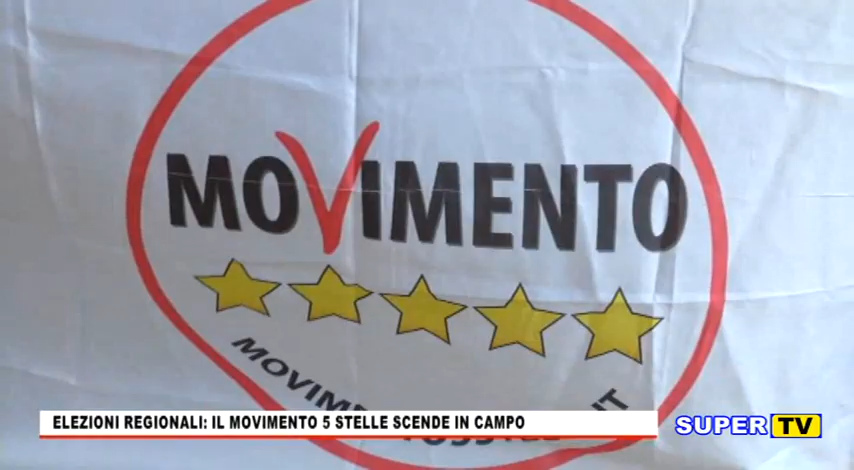 MOVIMENTO
ELEZIONI REGIONALI: IL MOVIMENTO 5 STELLE SCENDE IN CAMPO
SUPER TV